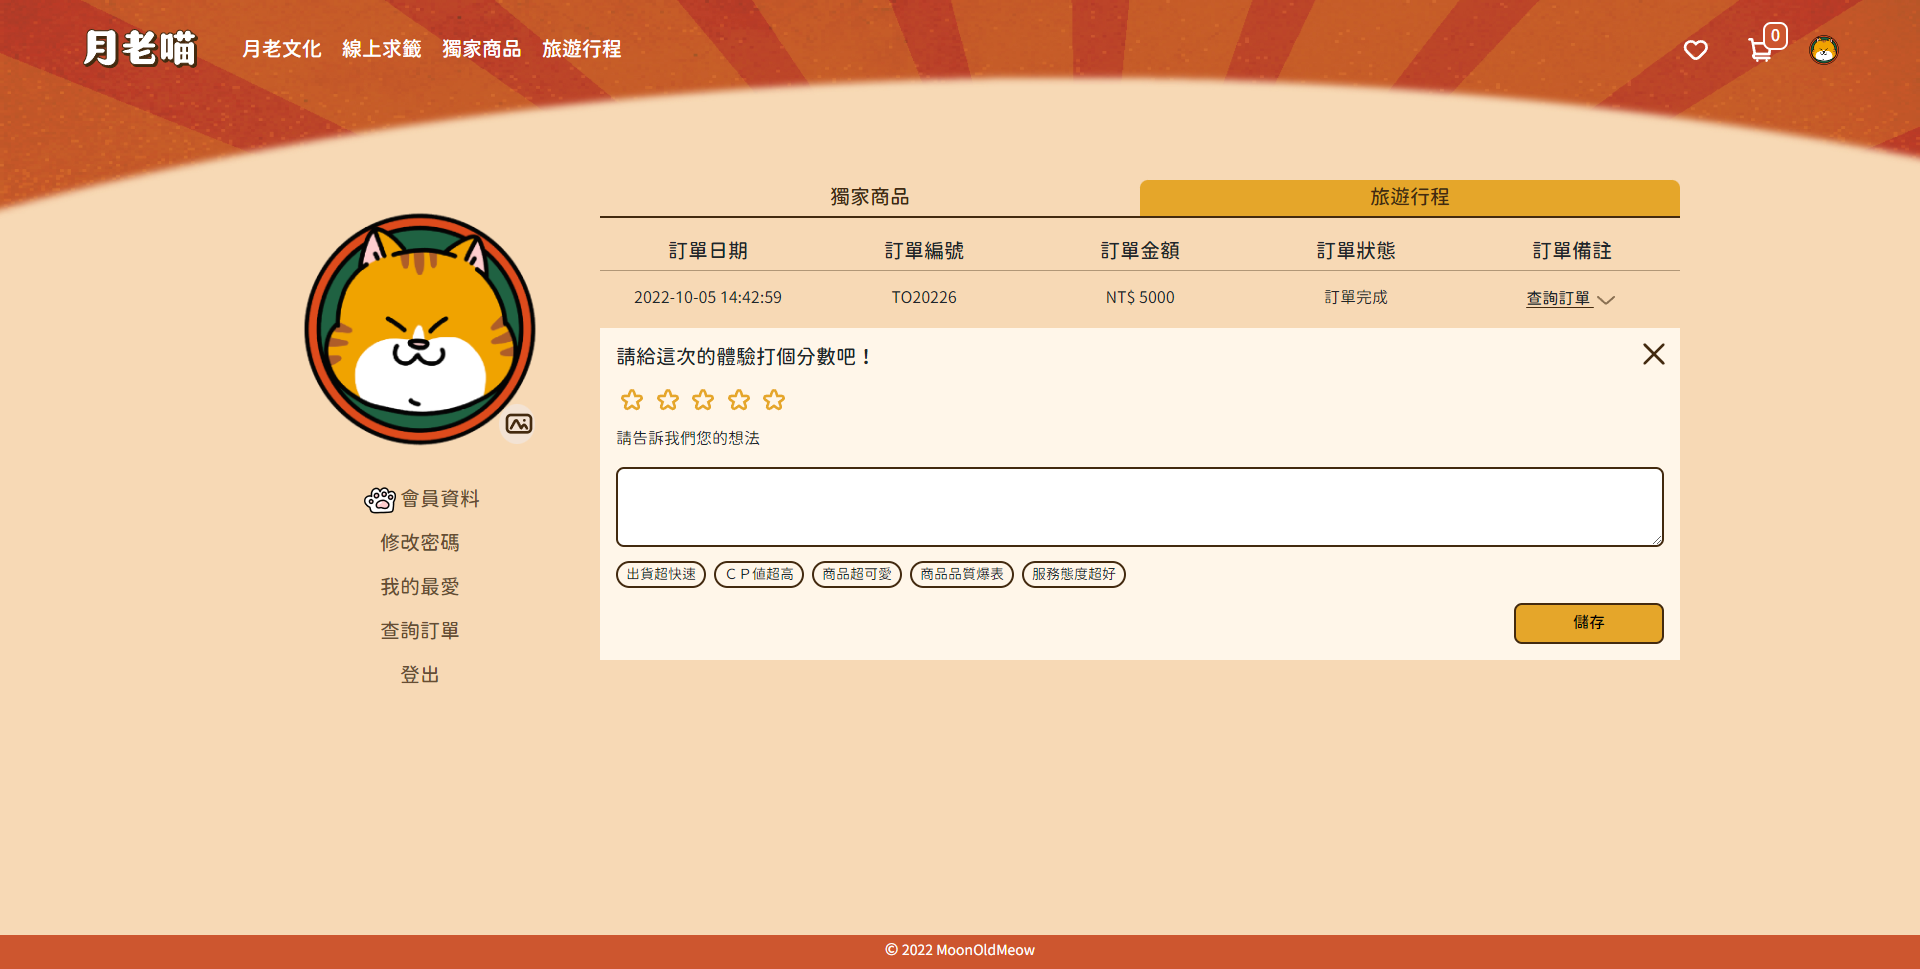 月老喵
月老文化 線上求籤 獨家商品 旅遊行程
0
獨家商品 旅遊行程
訂單日期 訂單編號 訂單金額 訂單狀態 訂單備註
2022-10-05 14:42:59 TO20226 NT$ 5000 訂單完成 查詢訂單
請給這次的體驗打個分數吧！
請告訴我們您的想法
出貨超快速 ＣＰ值超高 商品超可愛 商品品質爆表 服務態度超好
儲存
會員資料
修改密碼
我的最愛
查詢訂單
登出
© 2022 MoonOldMeow